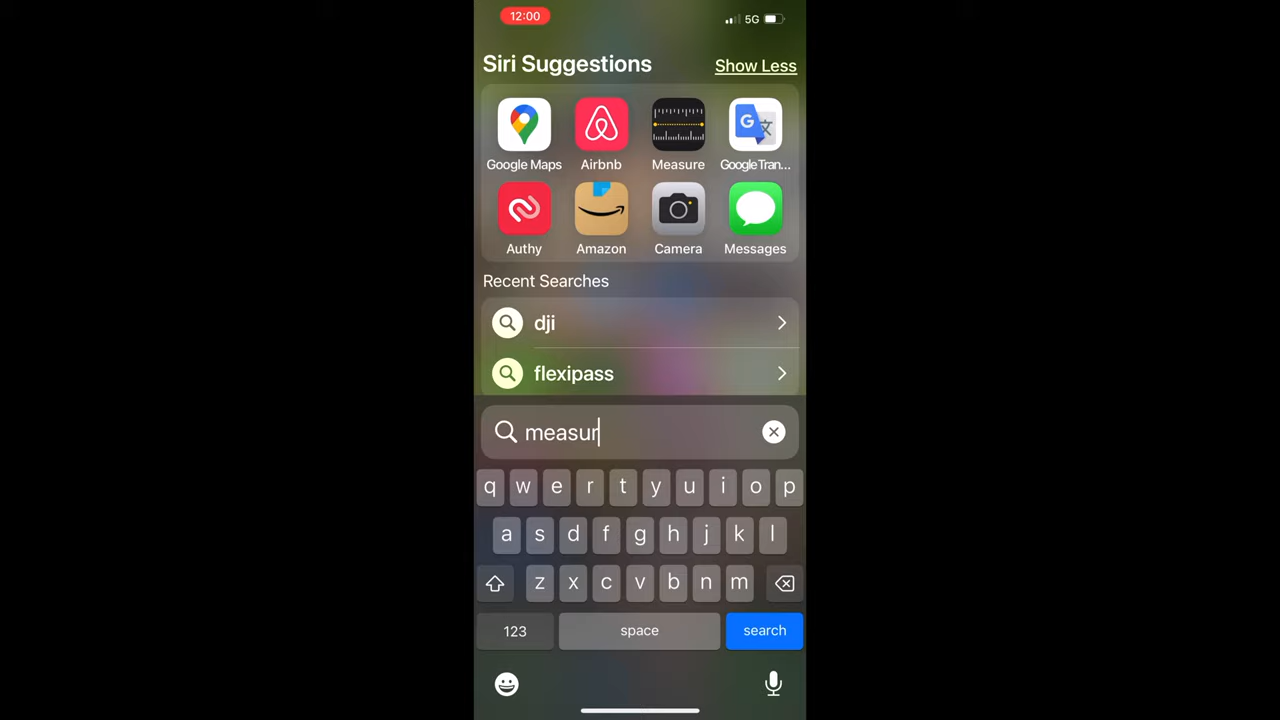 12:00 5G
Siri Suggestions Show Less
Google Maps Airbnb Measure Google Tran...
Authy Amazon Camera Messages
Recent Searches
dji
flexipass
measur
q w e r t y u i o p
a s d f g h j k l
z x c v b n m
123 space search